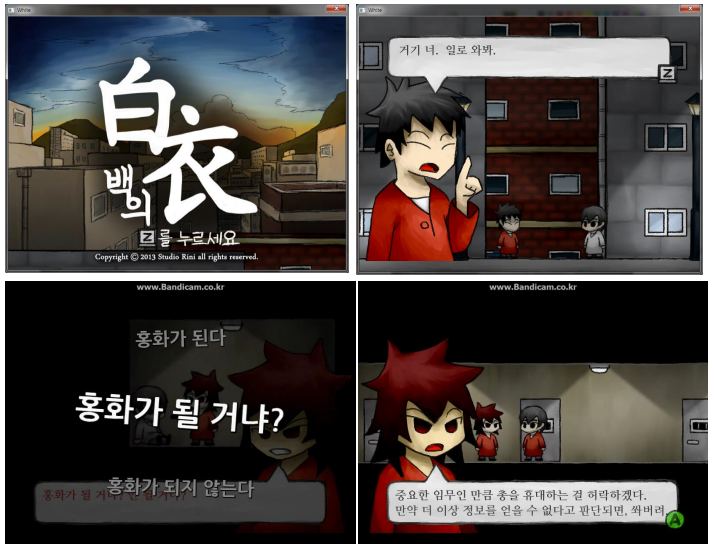 White
白衣
백의
Z를 누르세요
Copyright © 2013 Studio Rini all rights reserved.
White
거기 너. 일로 와봐.
Z
www.Bandicam.co.kr
홍화가 된다
홍화가 될 거냐?
홍화가 되지 않는다
www.Bandicam.co.kr
중요한 임무인 만큼 총을 휴대하는 걸 허락하겠다.
만약 더 이상 정보를 얻을 수 없다고 판단되면, 쏴버려.
A